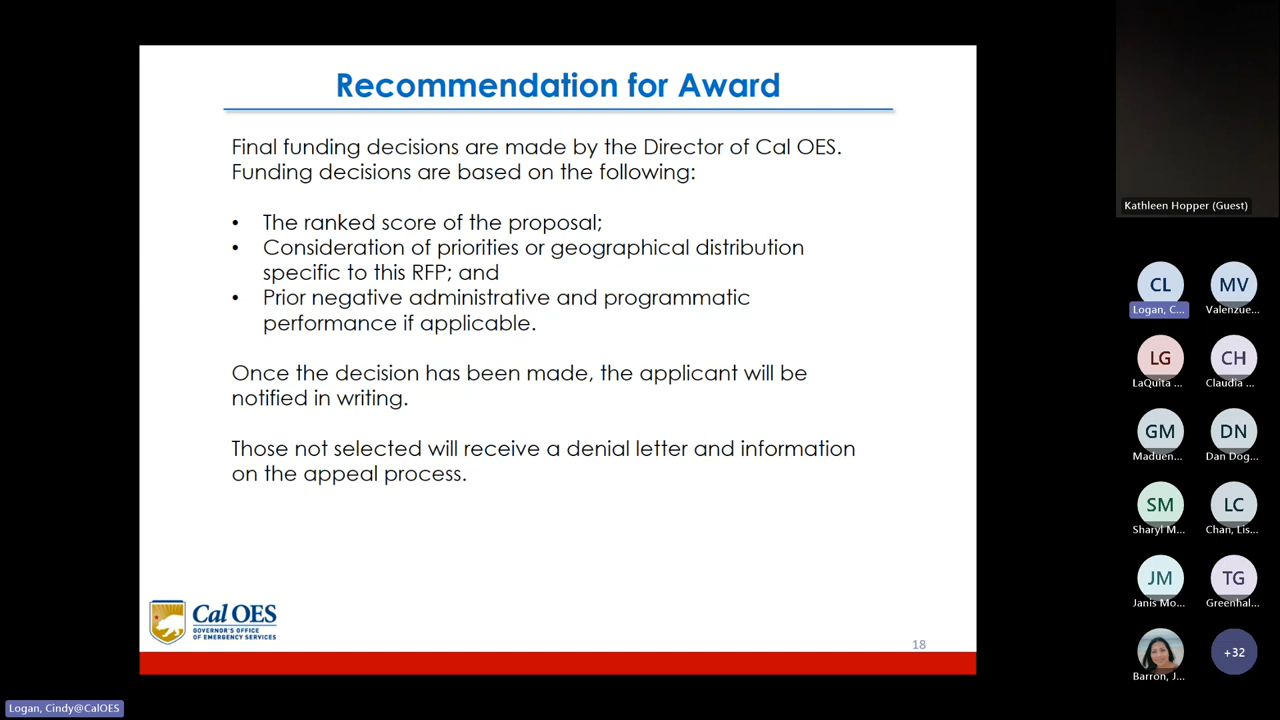 Recommendation for Award
Final funding decisions are made by the Director of Cal OES.
Funding decisions are based on the following:
• The ranked score of the proposal;
• Consideration of priorities or geographical distribution
specific to this RFP; and
• Prior negative administrative and programmatic
performance if applicable.
Once the decision has been made, the applicant will be
notified in writing.
Those not selected will receive a denial letter and information
on the appeal process.
Cal OES
GOVERNOR'S OFFICE
OF EMERGENCY SERVICES
18
Kathleen Hopper (Guest)
CL MV
Logan, C... Valenzue...
LG CH
LaQuita ... Claudia ...
GM DN
Maduen... Dan Dog...
SM LC
Sharyl M... Chan, Lis...
JM TG
Janis Mo... Greenhal...
+32
Barron, J...
Logan, Cindy@CalOES